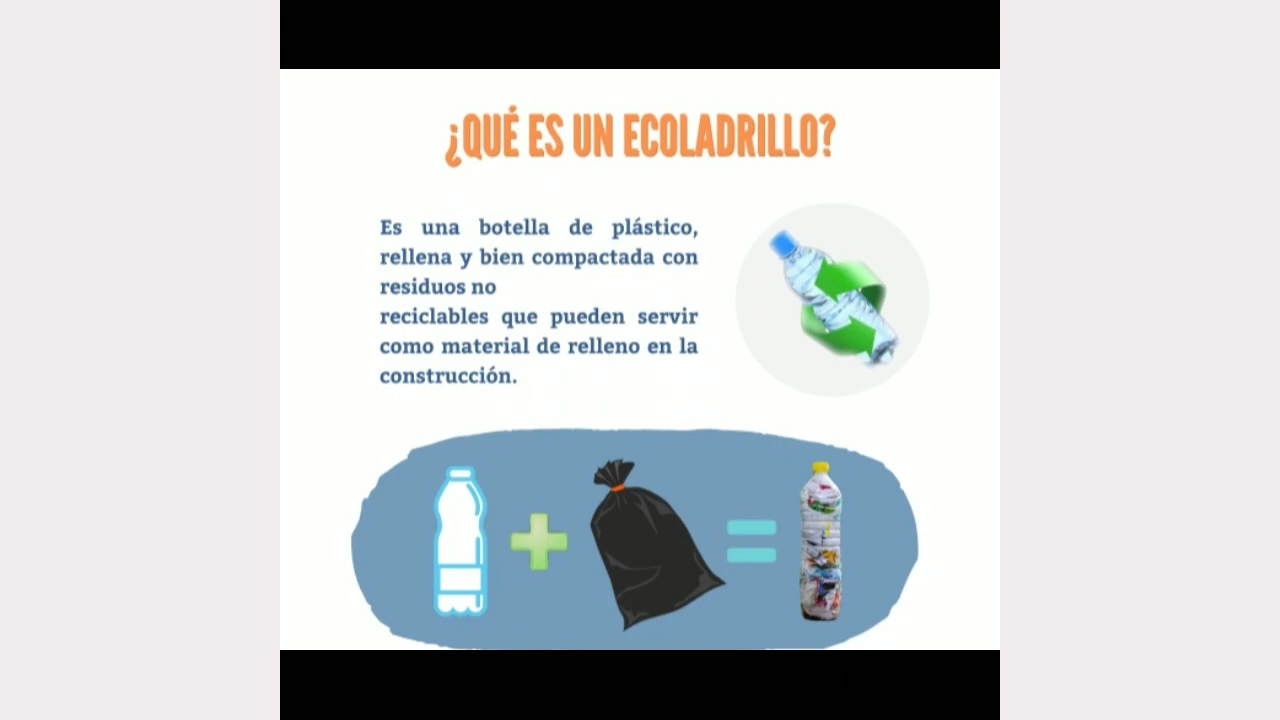 ¿QUÉ ES UN ECOLADRILLO?
Es una botella de plástico,
rellena y bien compactada con
residuos no
reciclables que pueden servir
como material de relleno en la
construcción.